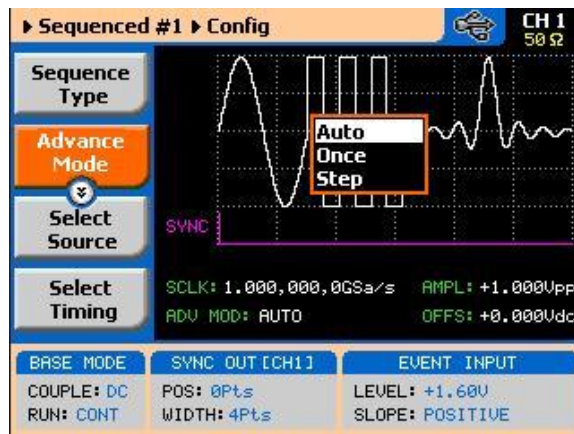 ▸ Sequenced #1 ▸ Config
CH 1
50 Ω
Sequence
Type
Advance
Mode
Select
Source
Select
Timing
Auto
Once
Step
SYNC
SCLK: 1.000,000,0GSa/s AMPL: +1.000Vpp
ADV MOD: AUTO OFFS: +0.000Vdc
BASE MODE
COUPLE: DC
RUN: CONT
SYNC OUT [CH1]
POS: 0Pts
WIDTH: 4Pts
EVENT INPUT
LEVEL: +1.60V
SLOPE: POSITIVE